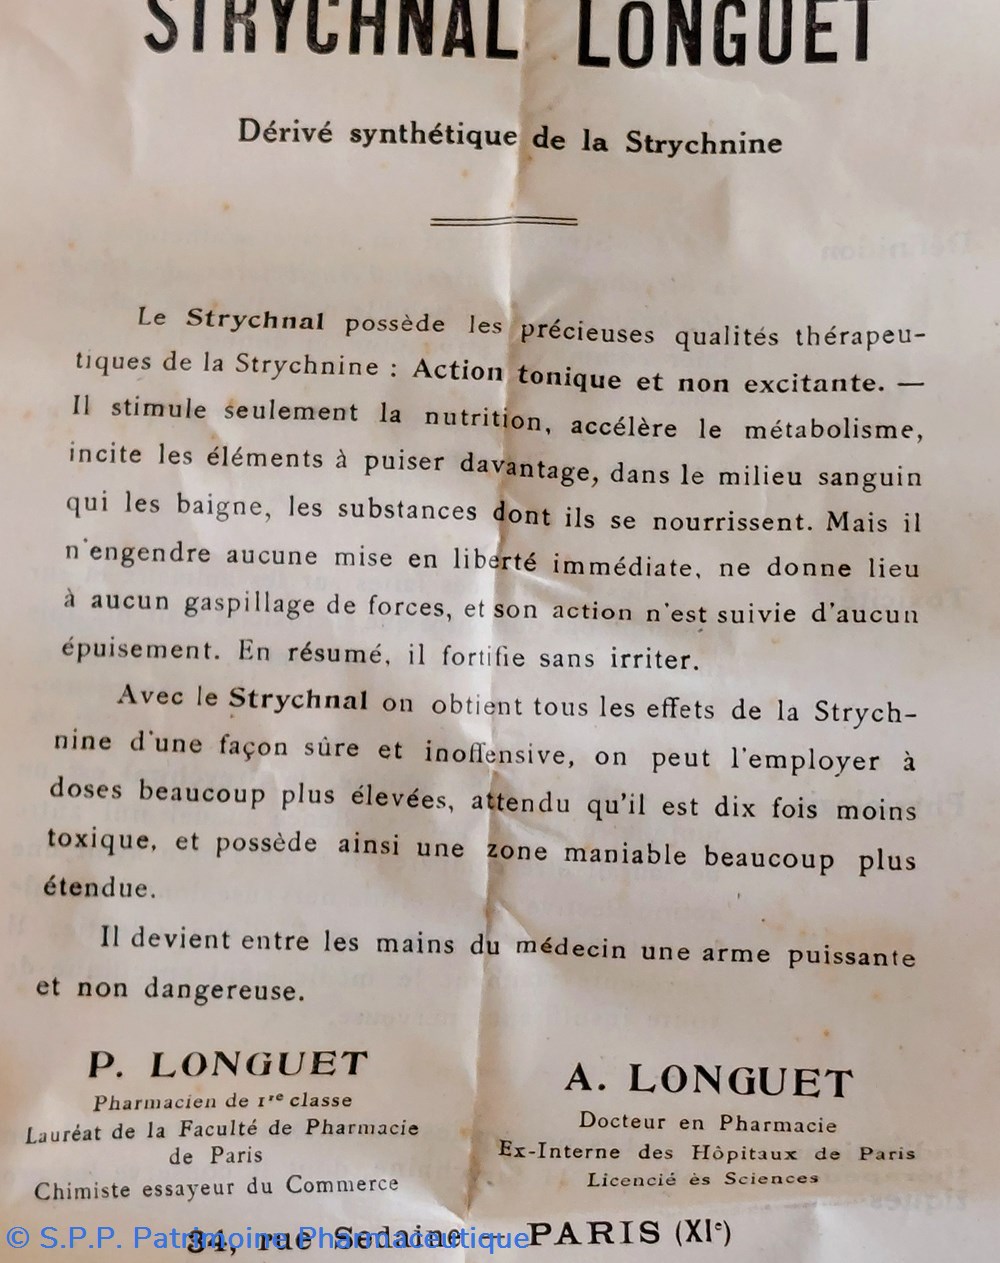 STRYCHNAL LONGUET
Dérivé synthétique de la Strychnine
Le Strychnal possède les précieuses qualités thérapeu-
tiques de la Strychnine : Action tonique et non excitante. —
Il stimule seulement la nutrition, accélère le métabolisme,
incite les éléments à puiser davantage, dans le milieu sanguin
qui les baigne, les substances dont ils se nourrissent. Mais il
n'engendre aucune mise en liberté immédiate, ne donne lieu
à aucun gaspillage de forces, et son action n'est suivie d'aucun
épuisement. En résumé, il fortifie sans irriter.
Avec le Strychnal on obtient tous les effets de la Strych-
nine d'une façon sûre et inoffensive, on peut l'employer à
doses beaucoup plus élevées, attendu qu'il est dix fois moins
toxique, et possède ainsi une zone maniable beaucoup plus
étendue.
Il devient entre les mains du médecin une arme puissante
et non dangereuse.
P. LONGUET
Pharmacien de 1re classe
Lauréat de la Faculté de Pharmacie
de Paris
Chimiste essayeur du Commerce
A. LONGUET
Docteur en Pharmacie
Ex-Interne des Hôpitaux de Paris
Licencié ès Sciences
34, rue Sedaine — PARIS (XIe)
© S.P.P. Patrimoine Pharmaceutique